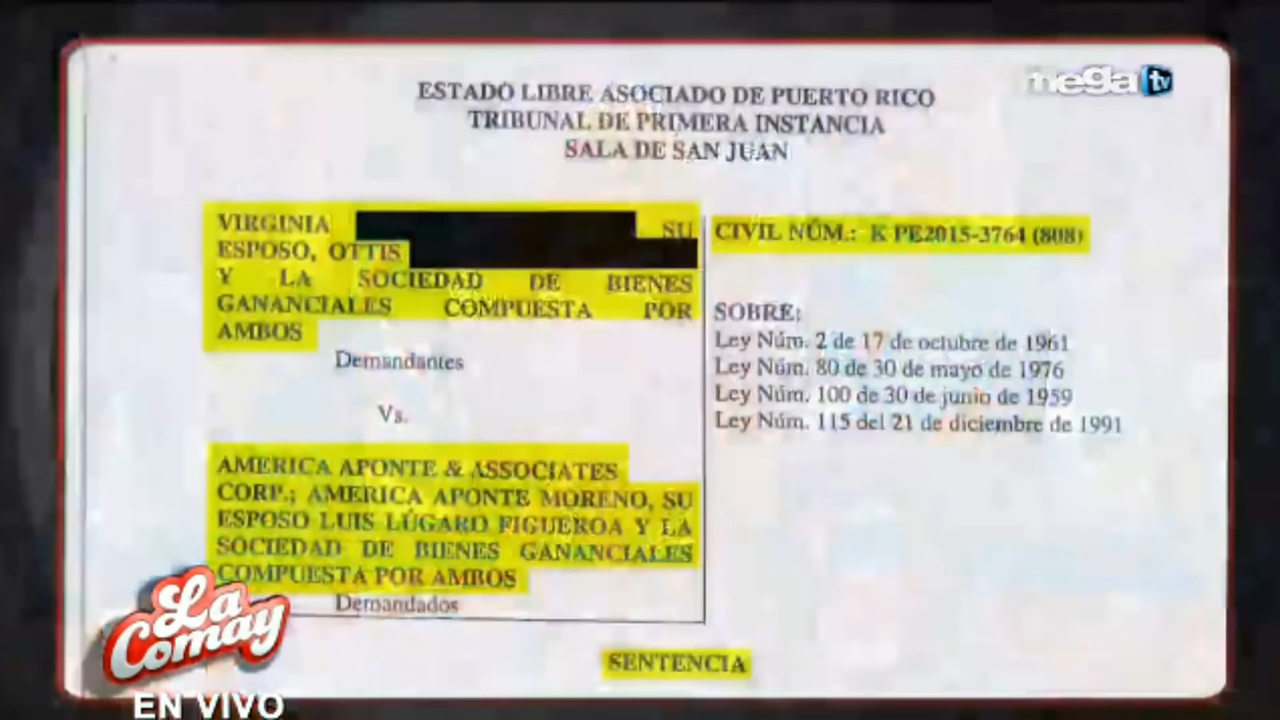 mega tv
ESTADO LIBRE ASOCIADO DE PUERTO RICO
TRIBUNAL DE PRIMERA INSTANCIA
SALA DE SAN JUAN
VIRGINIA SU
ESPOSO, OTTIS
Y LA SOCIEDAD DE BIENES
GANANCIALES COMPUESTA POR
AMBOS
Demandantes
Vs.
AMERICA APONTE & ASSOCIATES
CORP.; AMERICA APONTE MORENO, SU
ESPOSO LUIS LÚGARO FIGUEROA Y LA
SOCIEDAD DE BIENES GANANCIALES
COMPUESTA POR AMBOS
Demandados
CIVIL NÚM.: K PE2015-3764 (808)
SOBRE:
Ley Núm. 2 de 17 de octubre de 1961
Ley Núm. 80 de 30 de mayo de 1976
Ley Núm. 100 de 30 de junio de 1959
Ley Núm. 115 del 21 de diciembre de 1991
SENTENCIA
La
Comay
EN VIVO